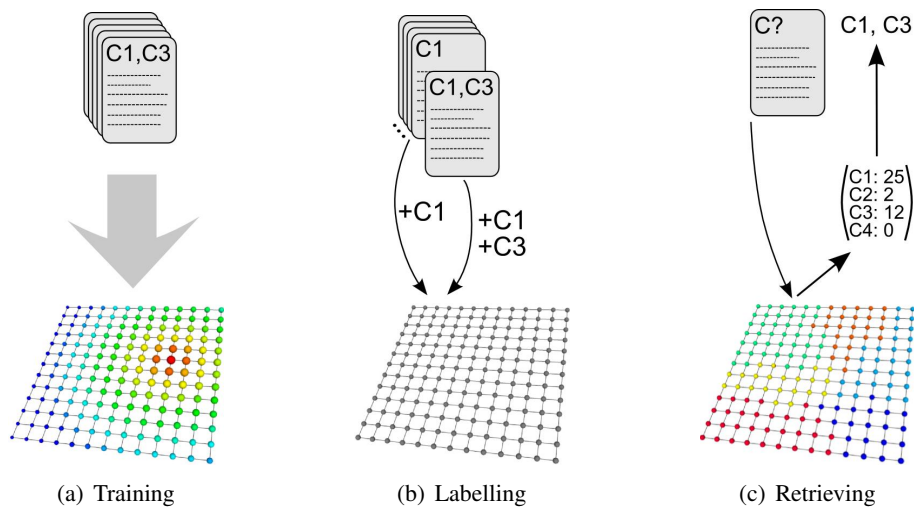 C1,C3
(a) Training
C1
C1,C3
+C1
+C1
+C3
(b) Labelling
C?
C1, C3
C1: 25
C2: 2
C3: 12
C4: 0
(c) Retrieving